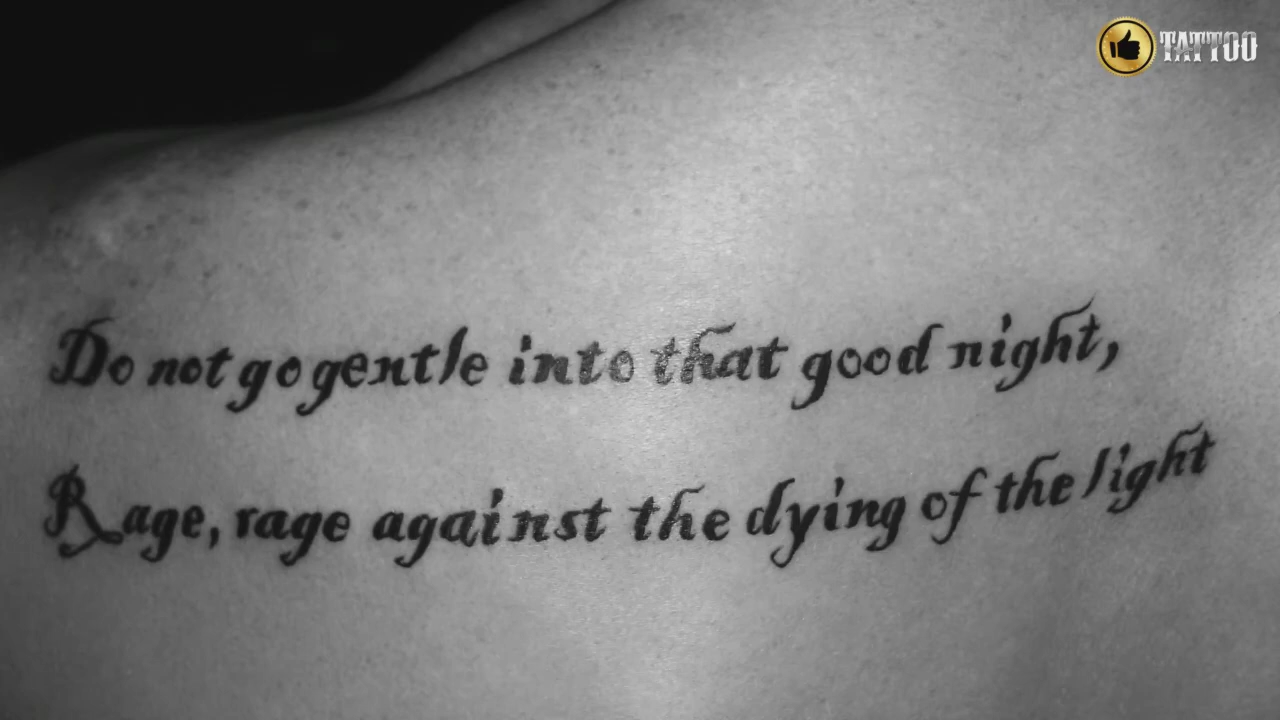 TATTOO
Do not go gentle into that good night,
Rage, rage against the dying of the light